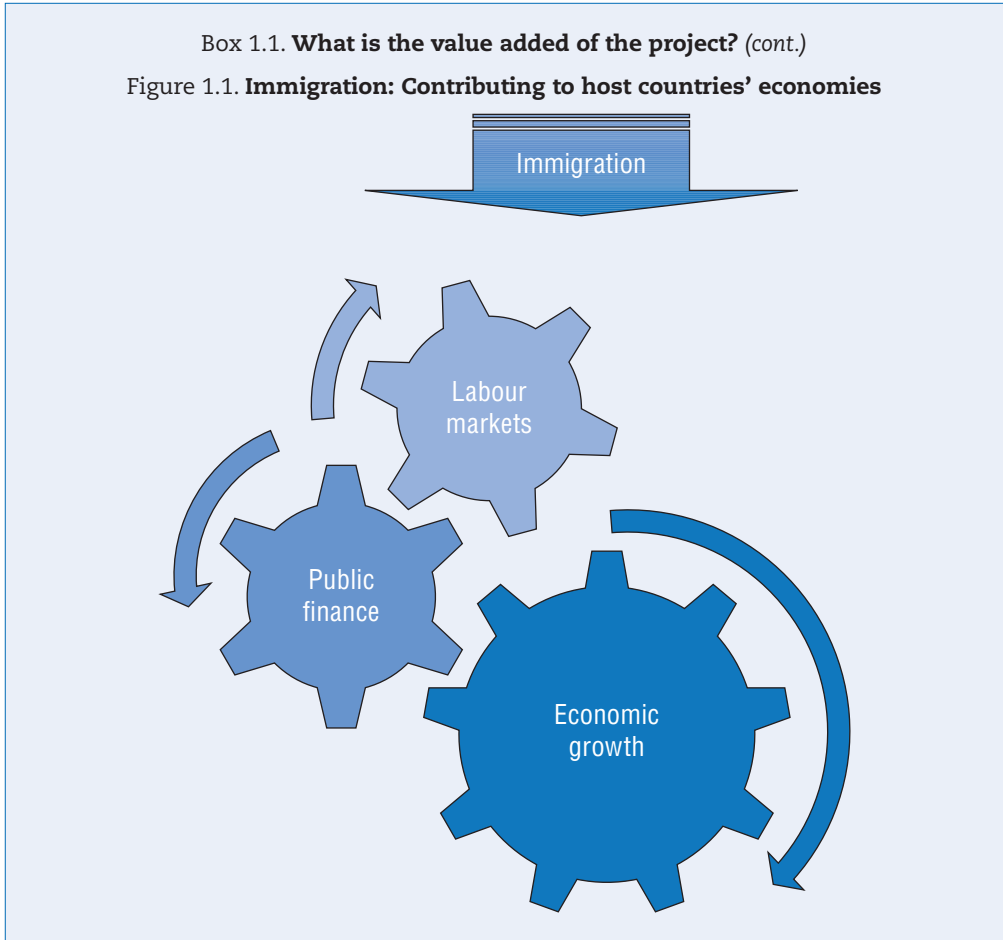 Box 1.1. What is the value added of the project? (cont.)
Figure 1.1. Immigration: Contributing to host countries’ economies
Immigration
Labour
markets
Public
finance
Economic
growth